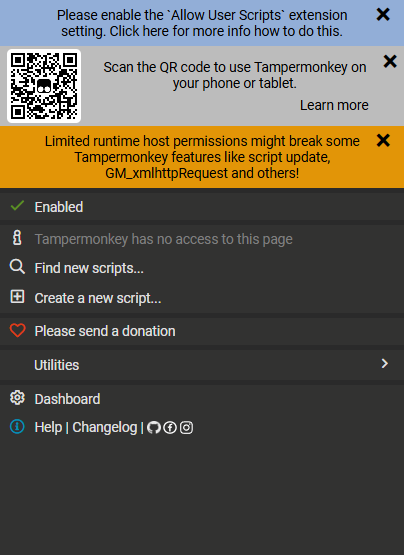 Please enable the `Allow User Scripts` extension
setting. Click here for more info how to do this.
Scan the QR code to use Tampermonkey on
your phone or tablet.
Learn more
Limited runtime host permissions might break some
Tampermonkey features like script update,
GM_xmlhttpRequest and others!
Enabled
Tampermonkey has no access to this page
Find new scripts...
Create a new script...
Please send a donation
Utilities
Dashboard
Help | Changelog |